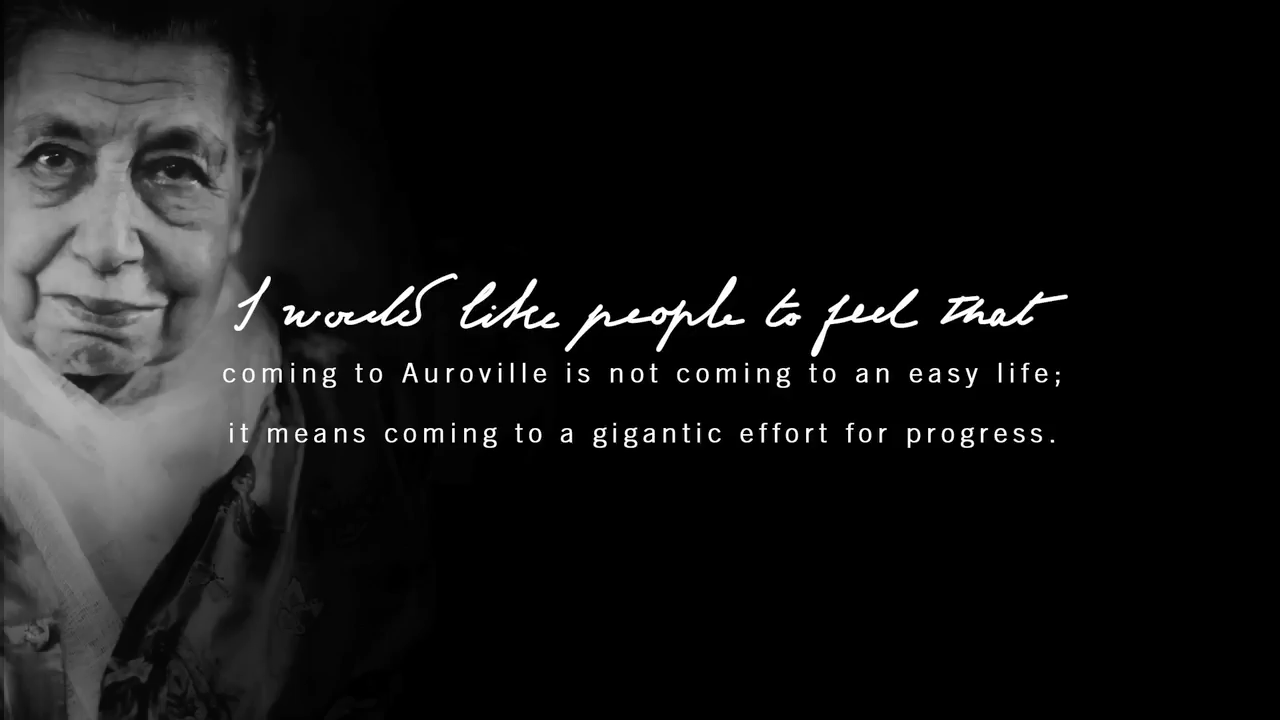 I would like people to feel that
coming to Auroville is not coming to an easy life;
it means coming to a gigantic effort for progress.